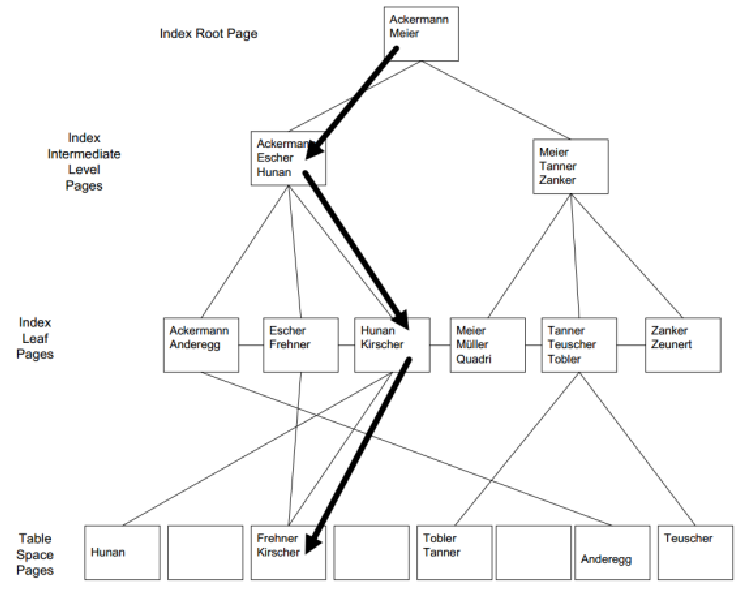 Ackermann
Meier
Index Root Page
Index
Intermediate
Level
Pages
Ackermann
Escher
Hunan
Meier
Tanner
Zanker
Index
Leaf
Pages
Ackermann
Anderegg
Escher
Frehner
Hunan
Kirscher
Meier
Müller
Quadri
Tanner
Teuscher
Tobler
Zanker
Zeunert
Table
Space
Pages
Hunan
Frehner
Kirscher
Tobler
Tanner
Anderegg
Teuscher